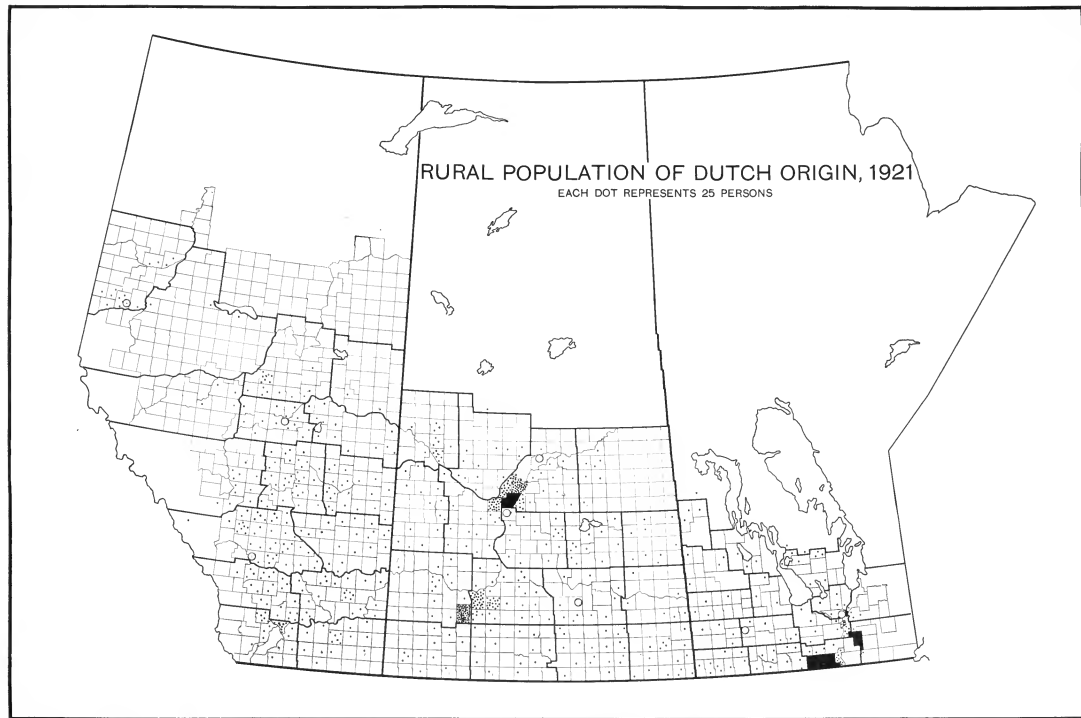 RURAL POPULATION OF DUTCH ORIGIN, 1921
EACH DOT REPRESENTS 25 PERSONS